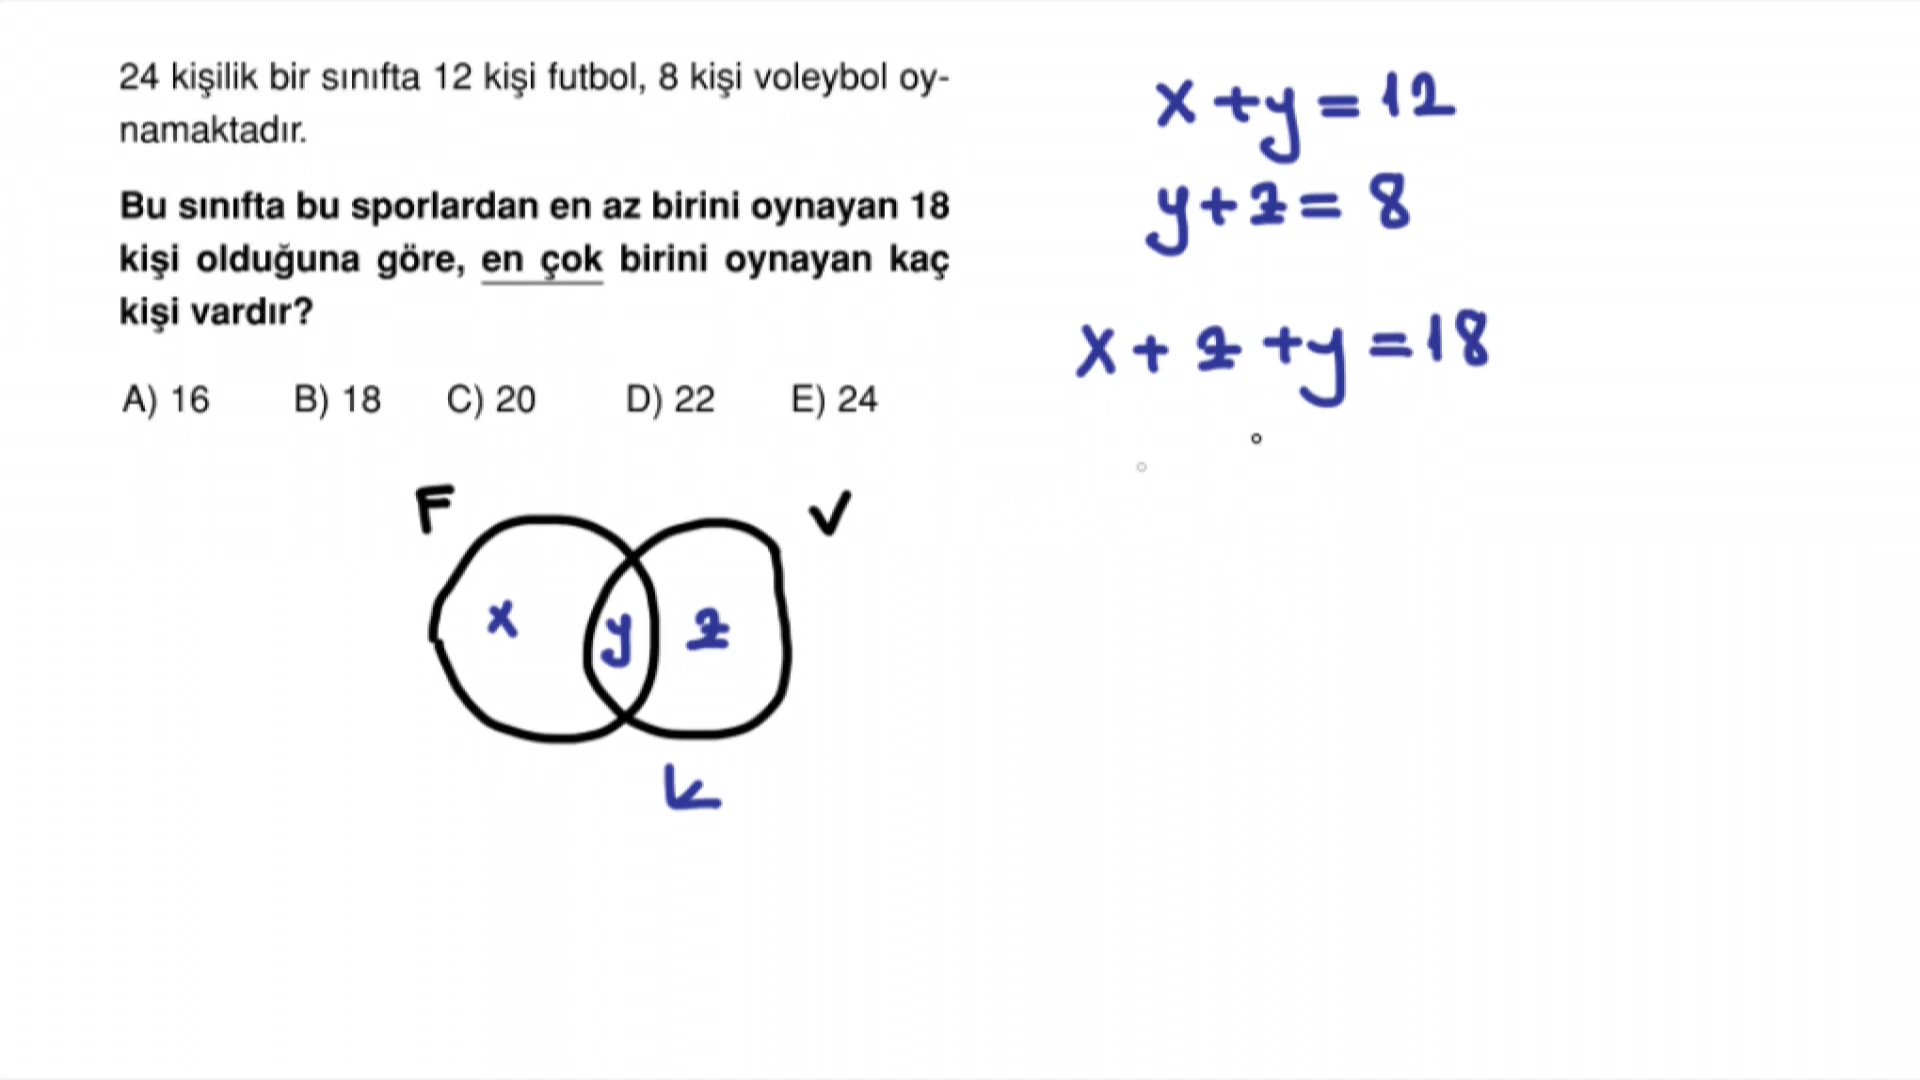 24 kişilik bir sınıfta 12 kişi futbol, 8 kişi voleybol oy-
namaktadır.
Bu sınıfta bu sporlardan en az birini oynayan 18
kişi olduğuna göre, en çok birini oynayan kaç
kişi vardır?
A) 16 B) 18 C) 20 D) 22 E) 24
F V
x y z
k
x + y = 12
y + z = 8
x + z + y = 18